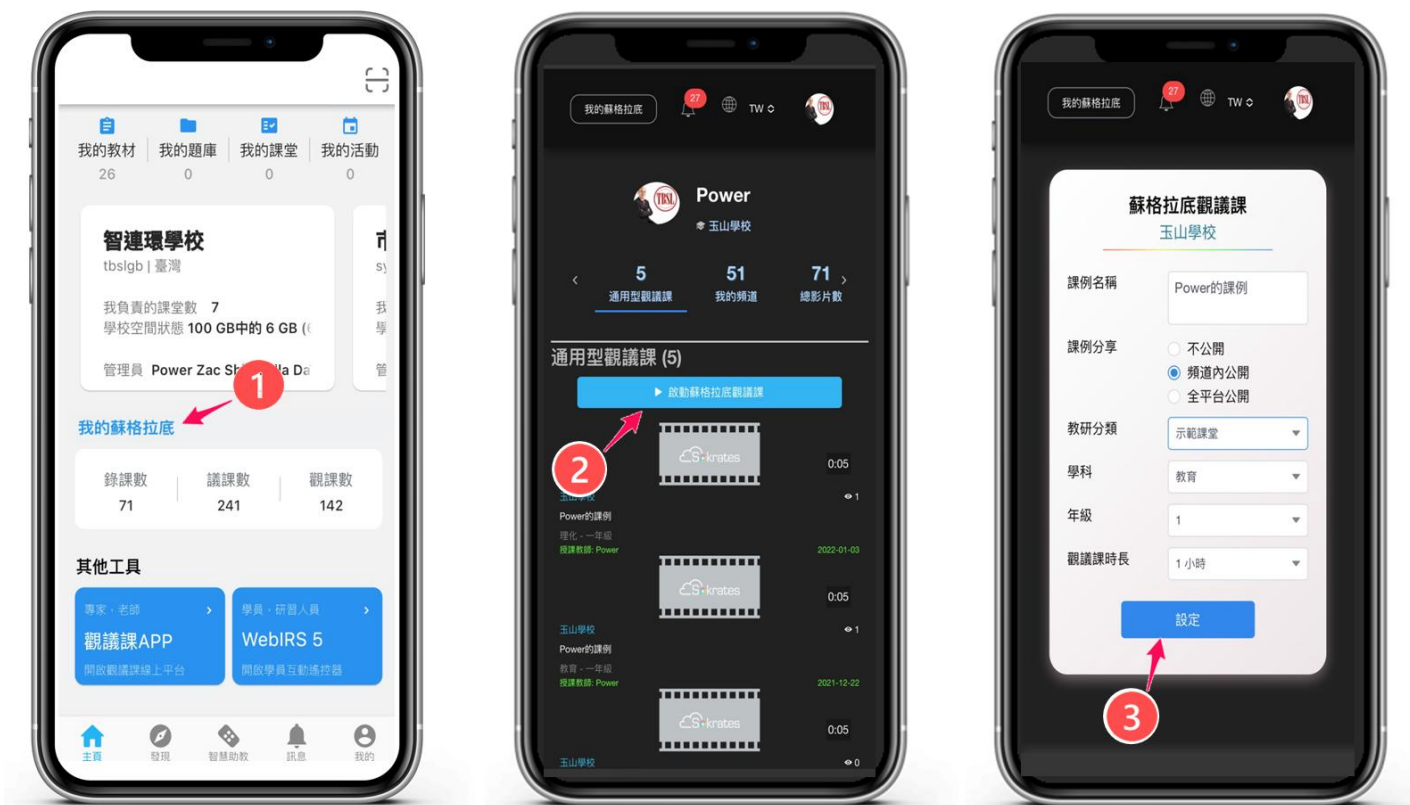 我的教材 我的題庫 我的課堂 我的活動
26 0 0 0
智連環學校
tbslgb | 臺灣
我負責的課堂數 7
學校空間狀態 100 GB中的 6 GB (
管理員 Power Zac
1
我的蘇格拉底
錄課數 議課數 觀課數
71 241 142
其他工具
專家・老師 >
觀議課APP
開啟觀議課線上平台
學員・研習人員 >
WebIRS 5
開啟學員互動遙控器
主頁 發現 智慧助教 訊息 我的
我的蘇格拉底 27 TW
TBSL
Power
玉山學校
5 51 71
通用型觀議課 我的頻道 總影片數
通用型觀議課 (5)
啟動蘇格拉底觀議課
2
Sokrates
0:05
玉山學校 1
Power的課例
理化 - 一年級
授課教師: Power 2022-01-03
Sokrates
0:05
玉山學校 1
Power的課例
教育 - 一年級
授課教師: Power 2021-12-22
Sokrates
0:05
玉山學校 0
我的蘇格拉底 27 TW
蘇格拉底觀議課
玉山學校
課例名稱 Power的課例
課例分享 不公開
頻道內公開
全平台公開
教研分類 示範課堂
學科 教育
年級 1
觀議課時長 1 小時
設定
3